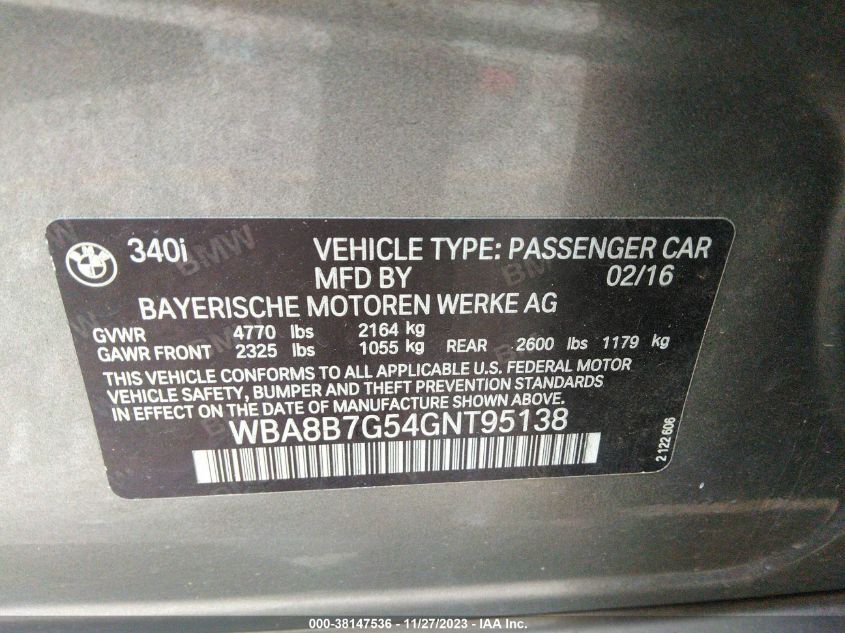 340i VEHICLE TYPE: PASSENGER CAR
MFD BY 02/16
BAYERISCHE MOTOREN WERKE AG
GVWR 4770 lbs 2164 kg
GAWR FRONT 2325 lbs 1055 kg REAR 2600 lbs 1179 kg
THIS VEHICLE CONFORMS TO ALL APPLICABLE U.S. FEDERAL MOTOR
VEHICLE SAFETY, BUMPER AND THEFT PREVENTION STANDARDS
IN EFFECT ON THE DATE OF MANUFACTURE SHOWN ABOVE.
WBA8B7G54GNT95138
2 122 606
000-38147536 - 11/27/2023 - IAA Inc.